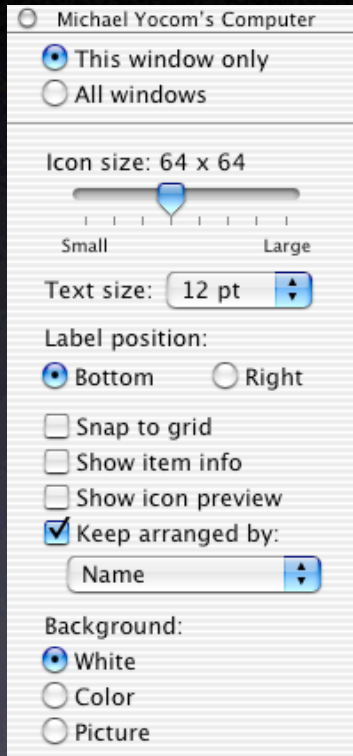 Michael Yocom's Computer
This window only
All windows
Icon size: 64 x 64
Small Large
Text size: 12 pt
Label position:
Bottom Right
Snap to grid
Show item info
Show icon preview
Keep arranged by:
Name
Background:
White
Color
Picture